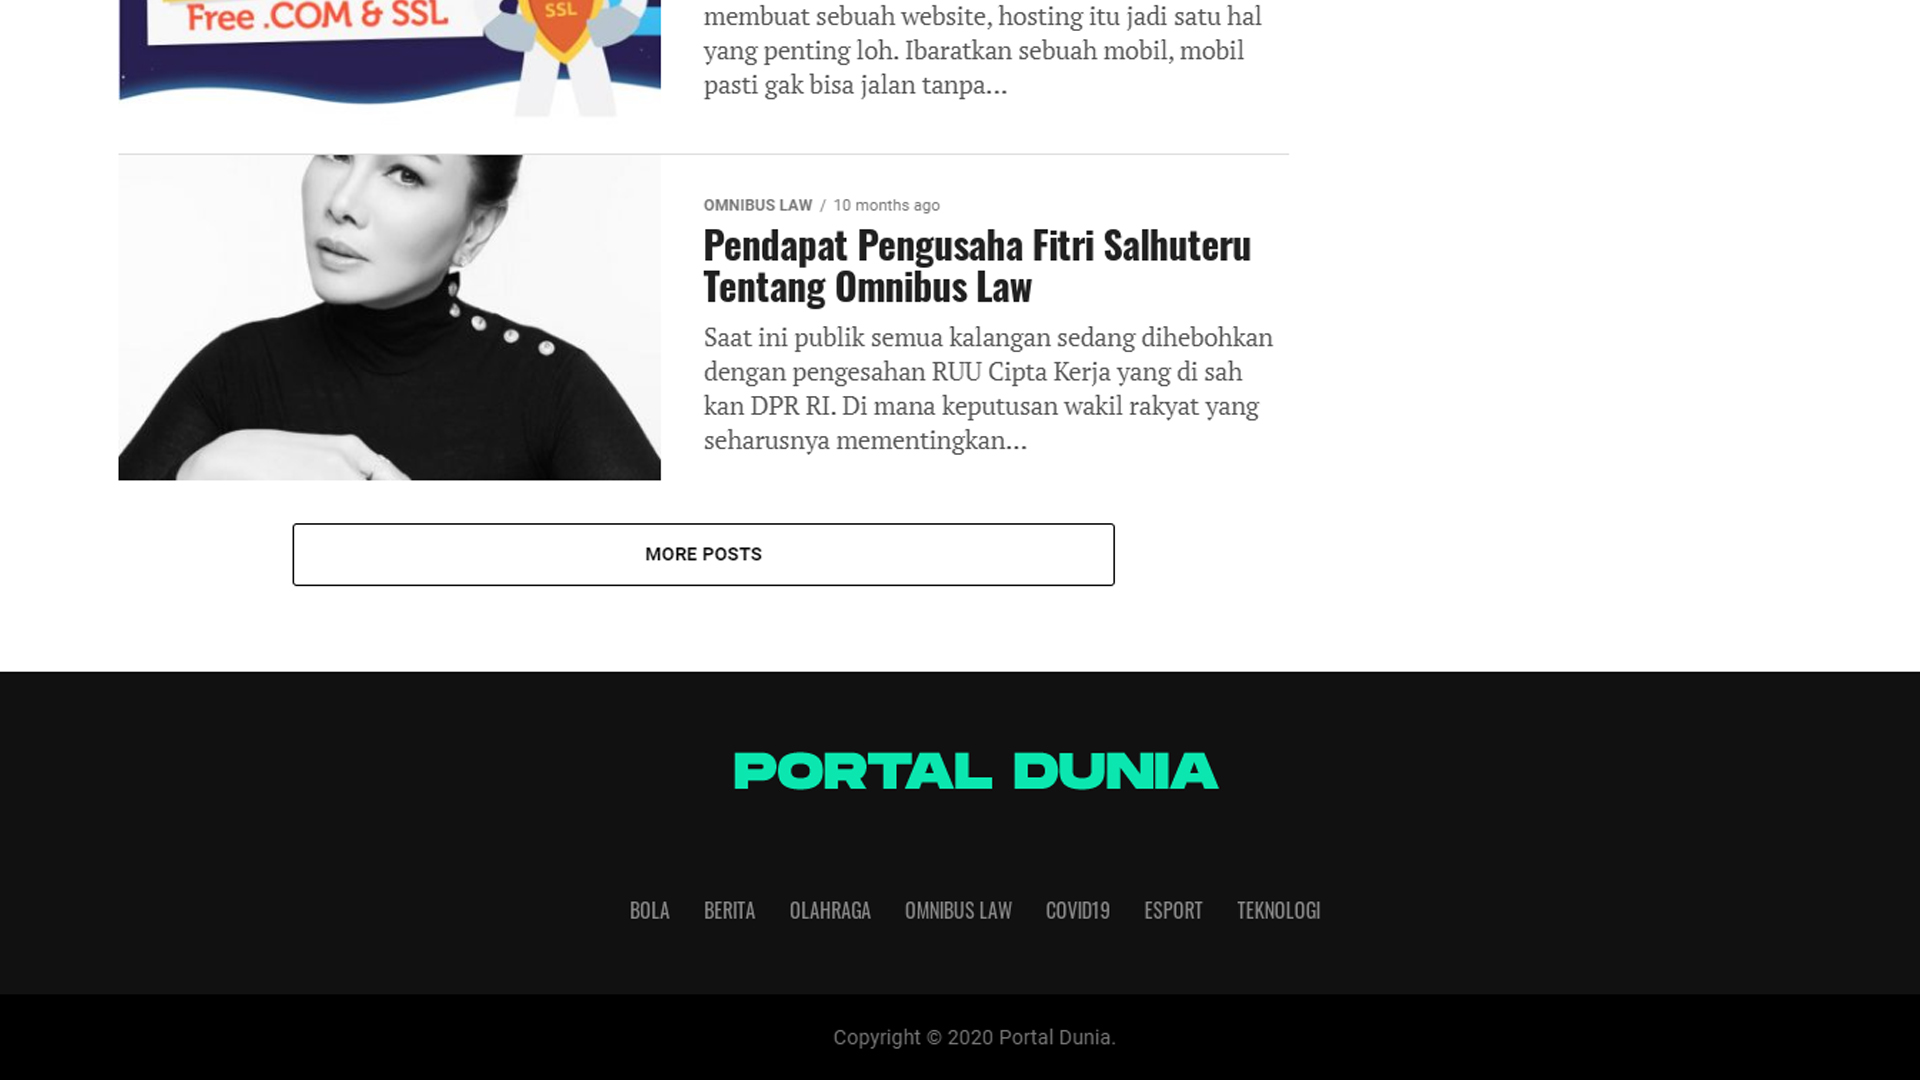 Free .COM & SSL
SSL
membuat sebuah website, hosting itu jadi satu hal
yang penting loh. Ibaratkan sebuah mobil, mobil
pasti gak bisa jalan tanpa...
OMNIBUS LAW / 10 months ago
Pendapat Pengusaha Fitri Salhuteru
Tentang Omnibus Law
Saat ini publik semua kalangan sedang dihebohkan
dengan pengesahan RUU Cipta Kerja yang di sah
kan DPR RI. Di mana keputusan wakil rakyat yang
seharusnya mementingkan...
MORE POSTS
PORTAL DUNIA
BOLA BERITA OLAHRAGA OMNIBUS LAW COVID19 ESPORT TEKNOLOGI
Copyright © 2020 Portal Dunia.